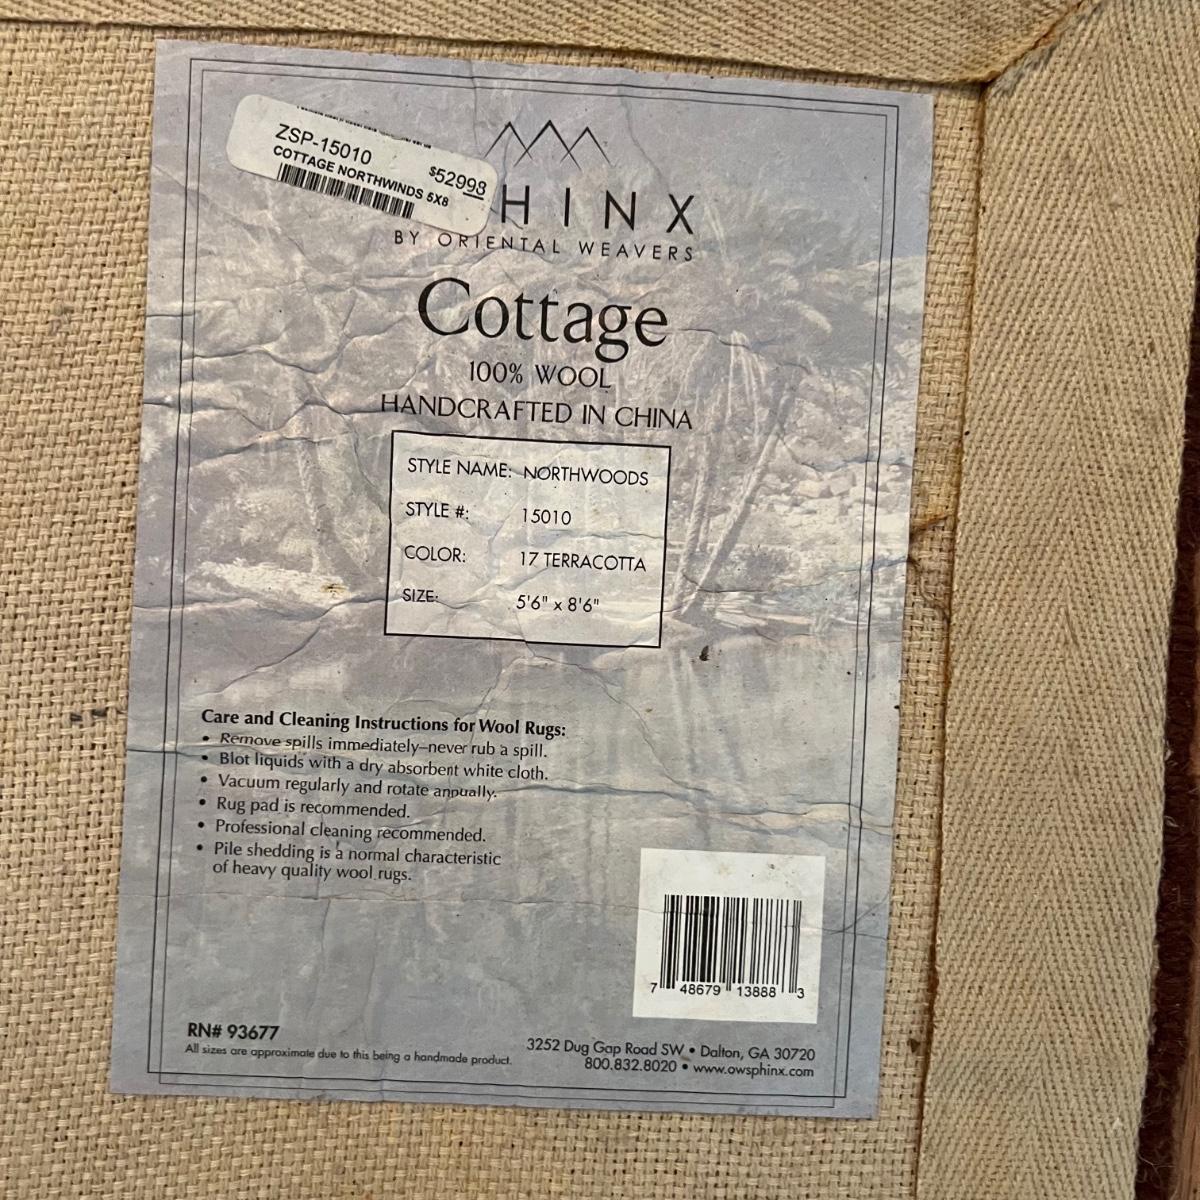 ZSP-15010
$52998
COTTAGE NORTHWINDS 5X8
HINX
BY ORIENTAL WEAVERS
Cottage
100% WOOL
HANDCRAFTED IN CHINA
STYLE NAME: NORTHWOODS
STYLE #: 15010
COLOR: 17 TERRACOTTA
SIZE: 5'6" x 8'6"
Care and Cleaning Instructions for Wool Rugs:
• Remove spills immediately–never rub a spill.
• Blot liquids with a dry absorbent white cloth.
• Vacuum regularly and rotate annually.
• Rug pad is recommended.
• Professional cleaning recommended.
• Pile shedding is a normal characteristic
of heavy quality wool rugs.
7 48679 13888 3
RN# 93677
All sizes are approximate due to this being a handmade product.
3252 Dug Gap Road SW • Dalton, GA 30720
800.832.8020 • www.owsphinx.com